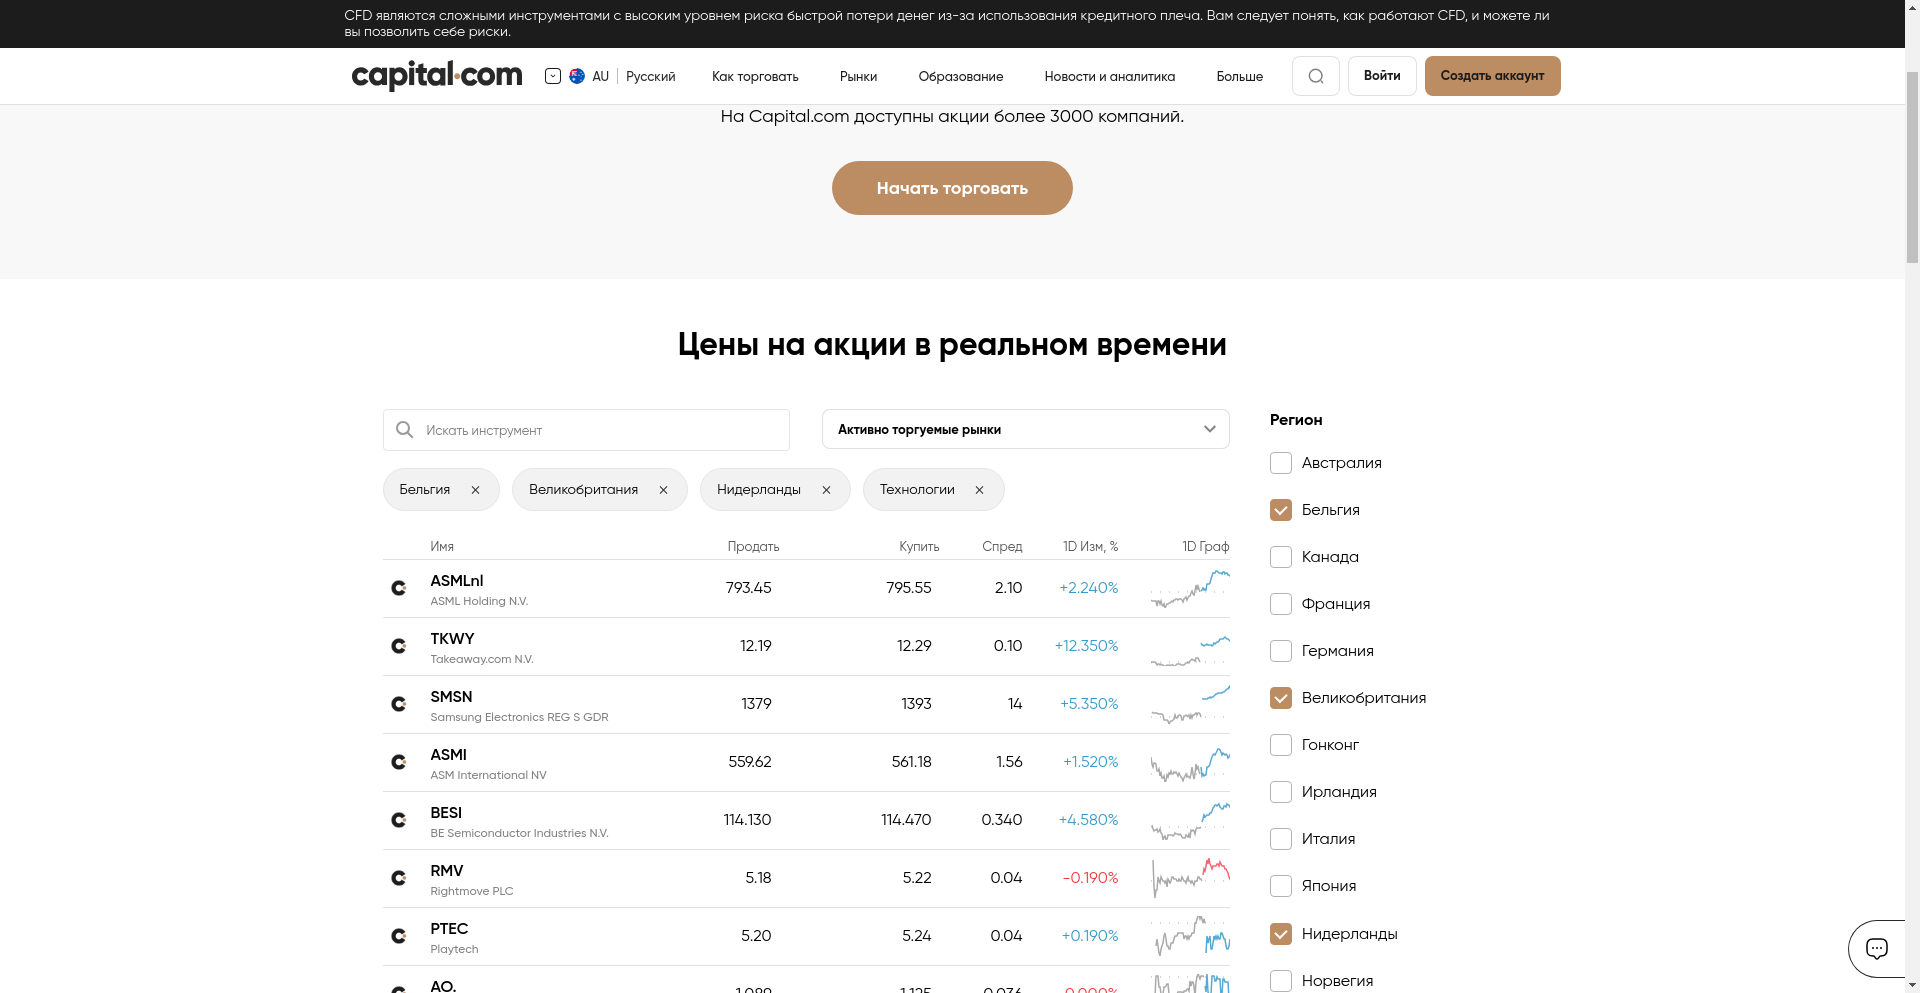 CFD являются сложными инструментами с высоким уровнем риска быстрой потери денег из-за использования кредитного плеча. Вам следует понять, как работают CFD, и можете ли
вы позволить себе риски.
capital.com
AU Русский
Как торговать
Рынки
Образование
Новости и аналитика
Больше
Войти
Создать аккаунт
На Capital.com доступны акции более 3000 компаний.
Начать торговать
Цены на акции в реальном времени
Искать инструмент
Активно торгуемые рынки
Бельгия
Великобритания
Нидерланды
Технологии
Имя Продать Купить Спред 1D Изм, % 1D Граф
ASMLnl
ASML Holding N.V.
793.45 795.55 2.10 +2.240%
TKWY
Takeaway.com N.V.
12.19 12.29 0.10 +12.350%
SMSN
Samsung Electronics REG S GDR
1379 1393 14 +5.350%
ASMI
ASM International NV
559.62 561.18 1.56 +1.520%
BESI
BE Semiconductor Industries N.V.
114.130 114.470 0.340 +4.580%
RMV
Rightmove PLC
5.18 5.22 0.04 -0.190%
PTEC
Playtech
5.20 5.24 0.04 +0.190%
AO.
Регион
Австралия
Бельгия
Канада
Франция
Германия
Великобритания
Гонконг
Ирландия
Италия
Япония
Нидерланды
Норвегия